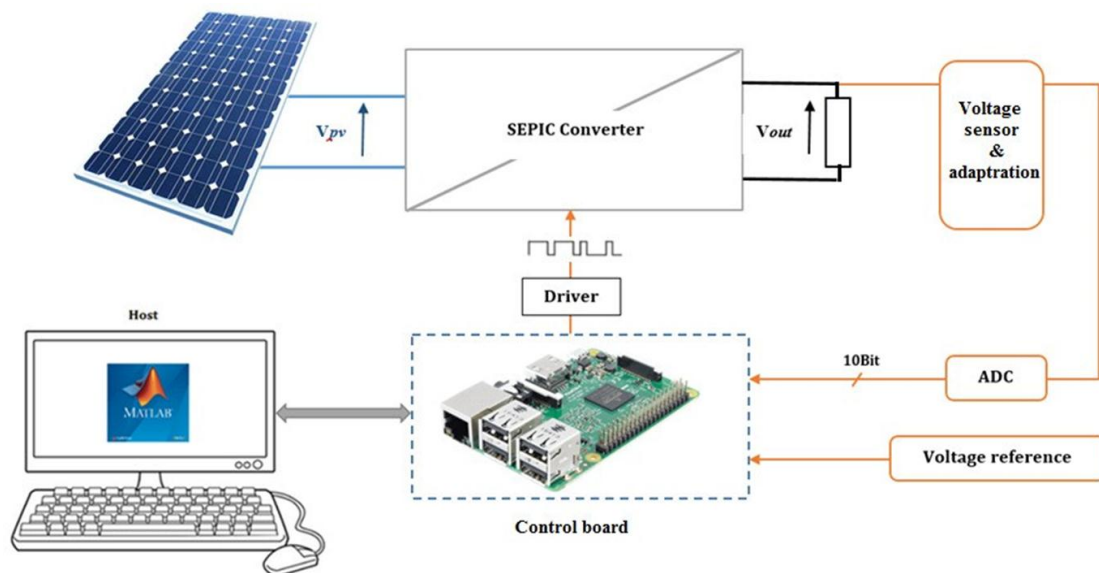 Vpv
SEPIC Converter
Vout
Voltage
sensor
&
adaptration
Driver
Host
MATLAB
10Bit
ADC
Voltage reference
Control board